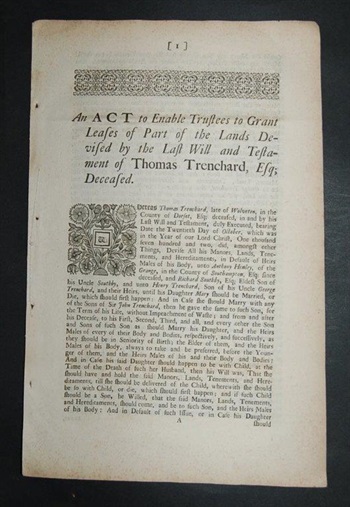 [ 1 ]
An ACT to Enable Trustees to Grant
Leases of Part of the Lands De-
vised by the Last Will and Testa-
ment of Thomas Trenchard, Esq;
Deceased.
Thomas Trenchard, late of Wolveton, in the
County of Dorset, Esq; deceased, in and by his
Last Will and Testament, duly Executed, bearing
Date the Twentieth Day of October, which was
in the Year of our Lord Christ, One thousand
seven hundred and two, did, amongst other
Things, Devise All his Manors, Lands, Tene-
ments, and Hereditaments, in Default of Heirs
Males of his Body, unto Anthony Henley, of the
Grange, in the County of Southampton, Esq; since
deceased, and Richard Esq; Eldest Son of
his Uncle and Henry Trenchard, Son of his Uncle George
Trenchard, and their Heirs, until his Daughter Mary should be Married, or
Die, which should first happen: And in Case she should Marry with any
of the Sons of Sir John Trenchard, then he gave the same to such Son, for
the Term of his Life, without Impeachment of Waste; and from and after
his Decease, to his First, Second, Third, and all, and every other the Son
and Sons of such Son as should Marry his Daughter, and the Heirs
Males of every of their Bodies, respectively, and successively, as
they should be in Seniority of Birth; the Elder of them, and the Heirs
Males of his Body, always to take and be preferred, before the Youn-
ger of them, and the Heirs Males of his and their Body and Bodies:
And in Case his said Daughter should happen to be with Child, at the
Time of the Death of such her Husband, then his Will was, That she
should have and hold the said Manors, Lands, Tenements, and Here-
ditaments, till she should be delivered of the Child, wherewith she should
be so with Child, or die, which should first happen; and if such Child
should be a Son, he Willed, that the said Manors, Lands, Tenements,
and Hereditaments, should come, and be to such Son, and the Heirs Males
of his Body: And in Default of such Issue, or in Case his Daughter
A
should